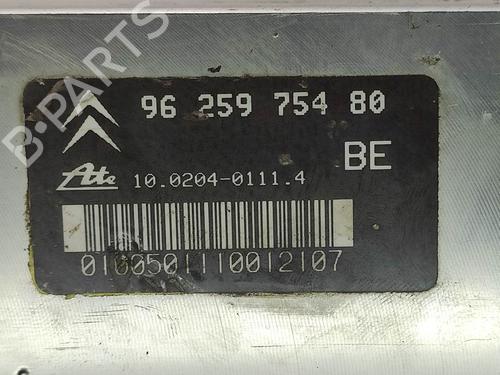 B-PARTS
96 259 754 80
BE
Ate 10.0204-0111.4
0100501110012107